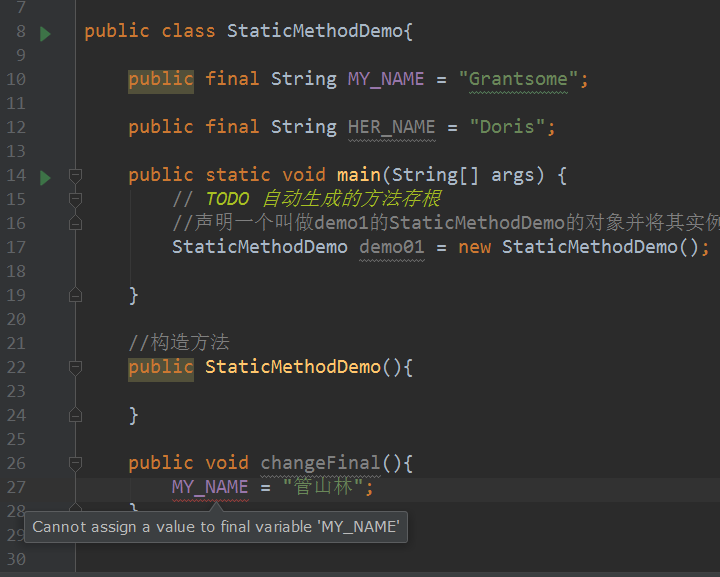 7
8 public class StaticMethodDemo{
9
10 public final String MY_NAME = "Grantsome";
11
12 public final String HER_NAME = "Doris";
13
14 public static void main(String[] args) {
15 // TODO 自动生成的方法存根
16 //声明一个叫做demo1的StaticMethodDemo的对象并将其实例
17 StaticMethodDemo demo01 = new StaticMethodDemo();
18
19 }
20
21 //构造方法
22 public StaticMethodDemo(){
23
24 }
25
26 public void changeFinal(){
27 MY_NAME = "管山林";
28 }
Cannot assign a value to final variable 'MY_NAME'
29
30